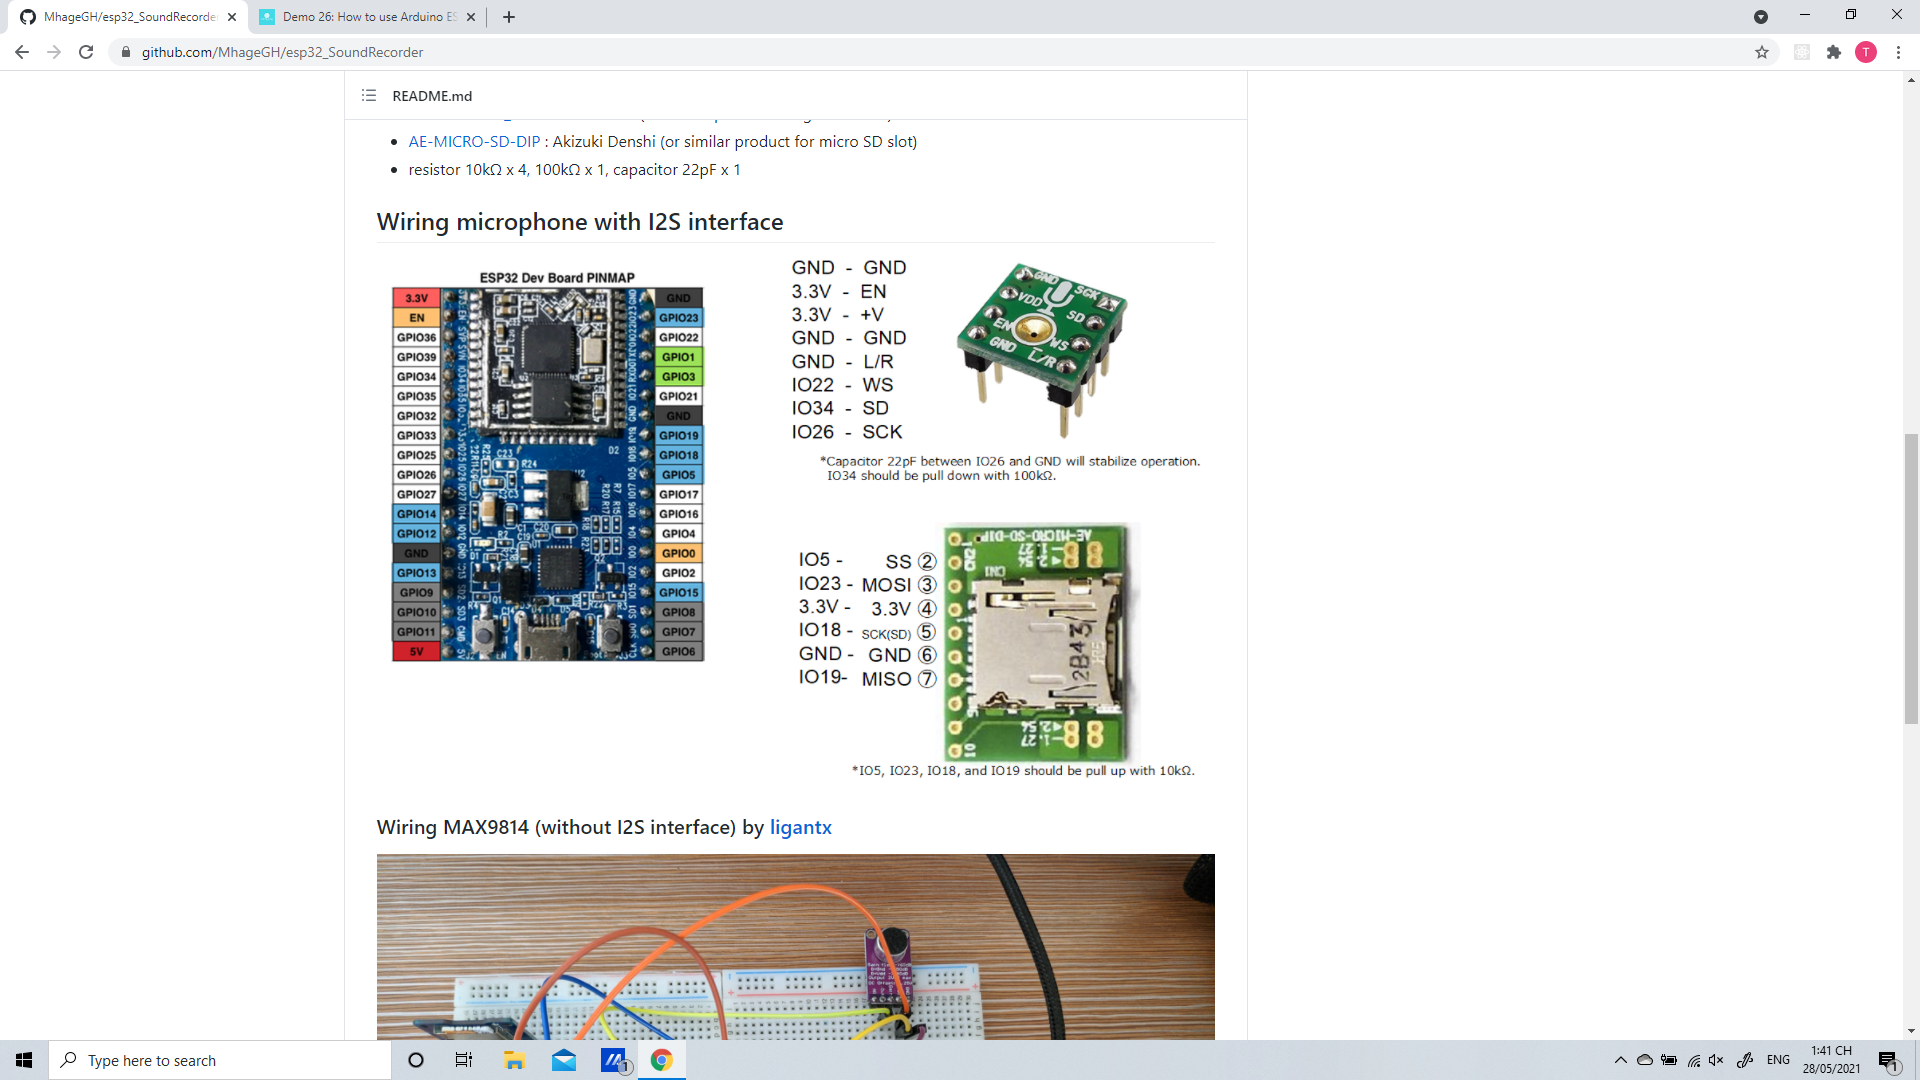 MhageGH/esp32_SoundRecorder
Demo 26: How to use Arduino ES
github.com/MhageGH/esp32_SoundRecorder
T
README.md
AE-MICRO-SD-DIP : Akizuki Denshi (or similar product for micro SD slot)
resistor 10kΩ x 4, 100kΩ x 1, capacitor 22pF x 1
Wiring microphone with I2S interface
ESP32 Dev Board PINMAP
3.3V GND
EN GPIO23
GPIO36 GPIO22
GPIO39 GPIO1
GPIO34 GPIO3
GPIO35 GPIO21
GPIO32 GND
GPIO33 GPIO19
GPIO25 GPIO18
GPIO26 GPIO5
GPIO27 GPIO17
GPIO14 GPIO16
GPIO12 GPIO4
GND GPIO0
GPIO13 GPIO2
GPIO9 GPIO15
GPIO10 GPIO8
GPIO11 GPIO7
5V GPIO6
GND - GND
3.3V - EN
3.3V - +V
GND - GND
GND - L/R
IO22 - WS
IO34 - SD
IO26 - SCK
GND SCK
VDD SD
EN WS
GND L/R
*Capacitor 22pF between IO26 and GND will stabilize operation.
IO34 should be pull down with 100kΩ.
IO5 - SS ②
IO23 - MOSI ③
3.3V - 3.3V ④
IO18 - SCK(SD) ⑤
GND - GND ⑥
IO19- MISO ⑦
AE-MICRO-SD-DIP
CN2
CN1
2B43
*IO5, IO23, IO18, and IO19 should be pull up with 10kΩ.
Wiring MAX9814 (without I2S interface) by ligantx
Type here to search
1
ENG
1:41 CH
28/05/2021
1